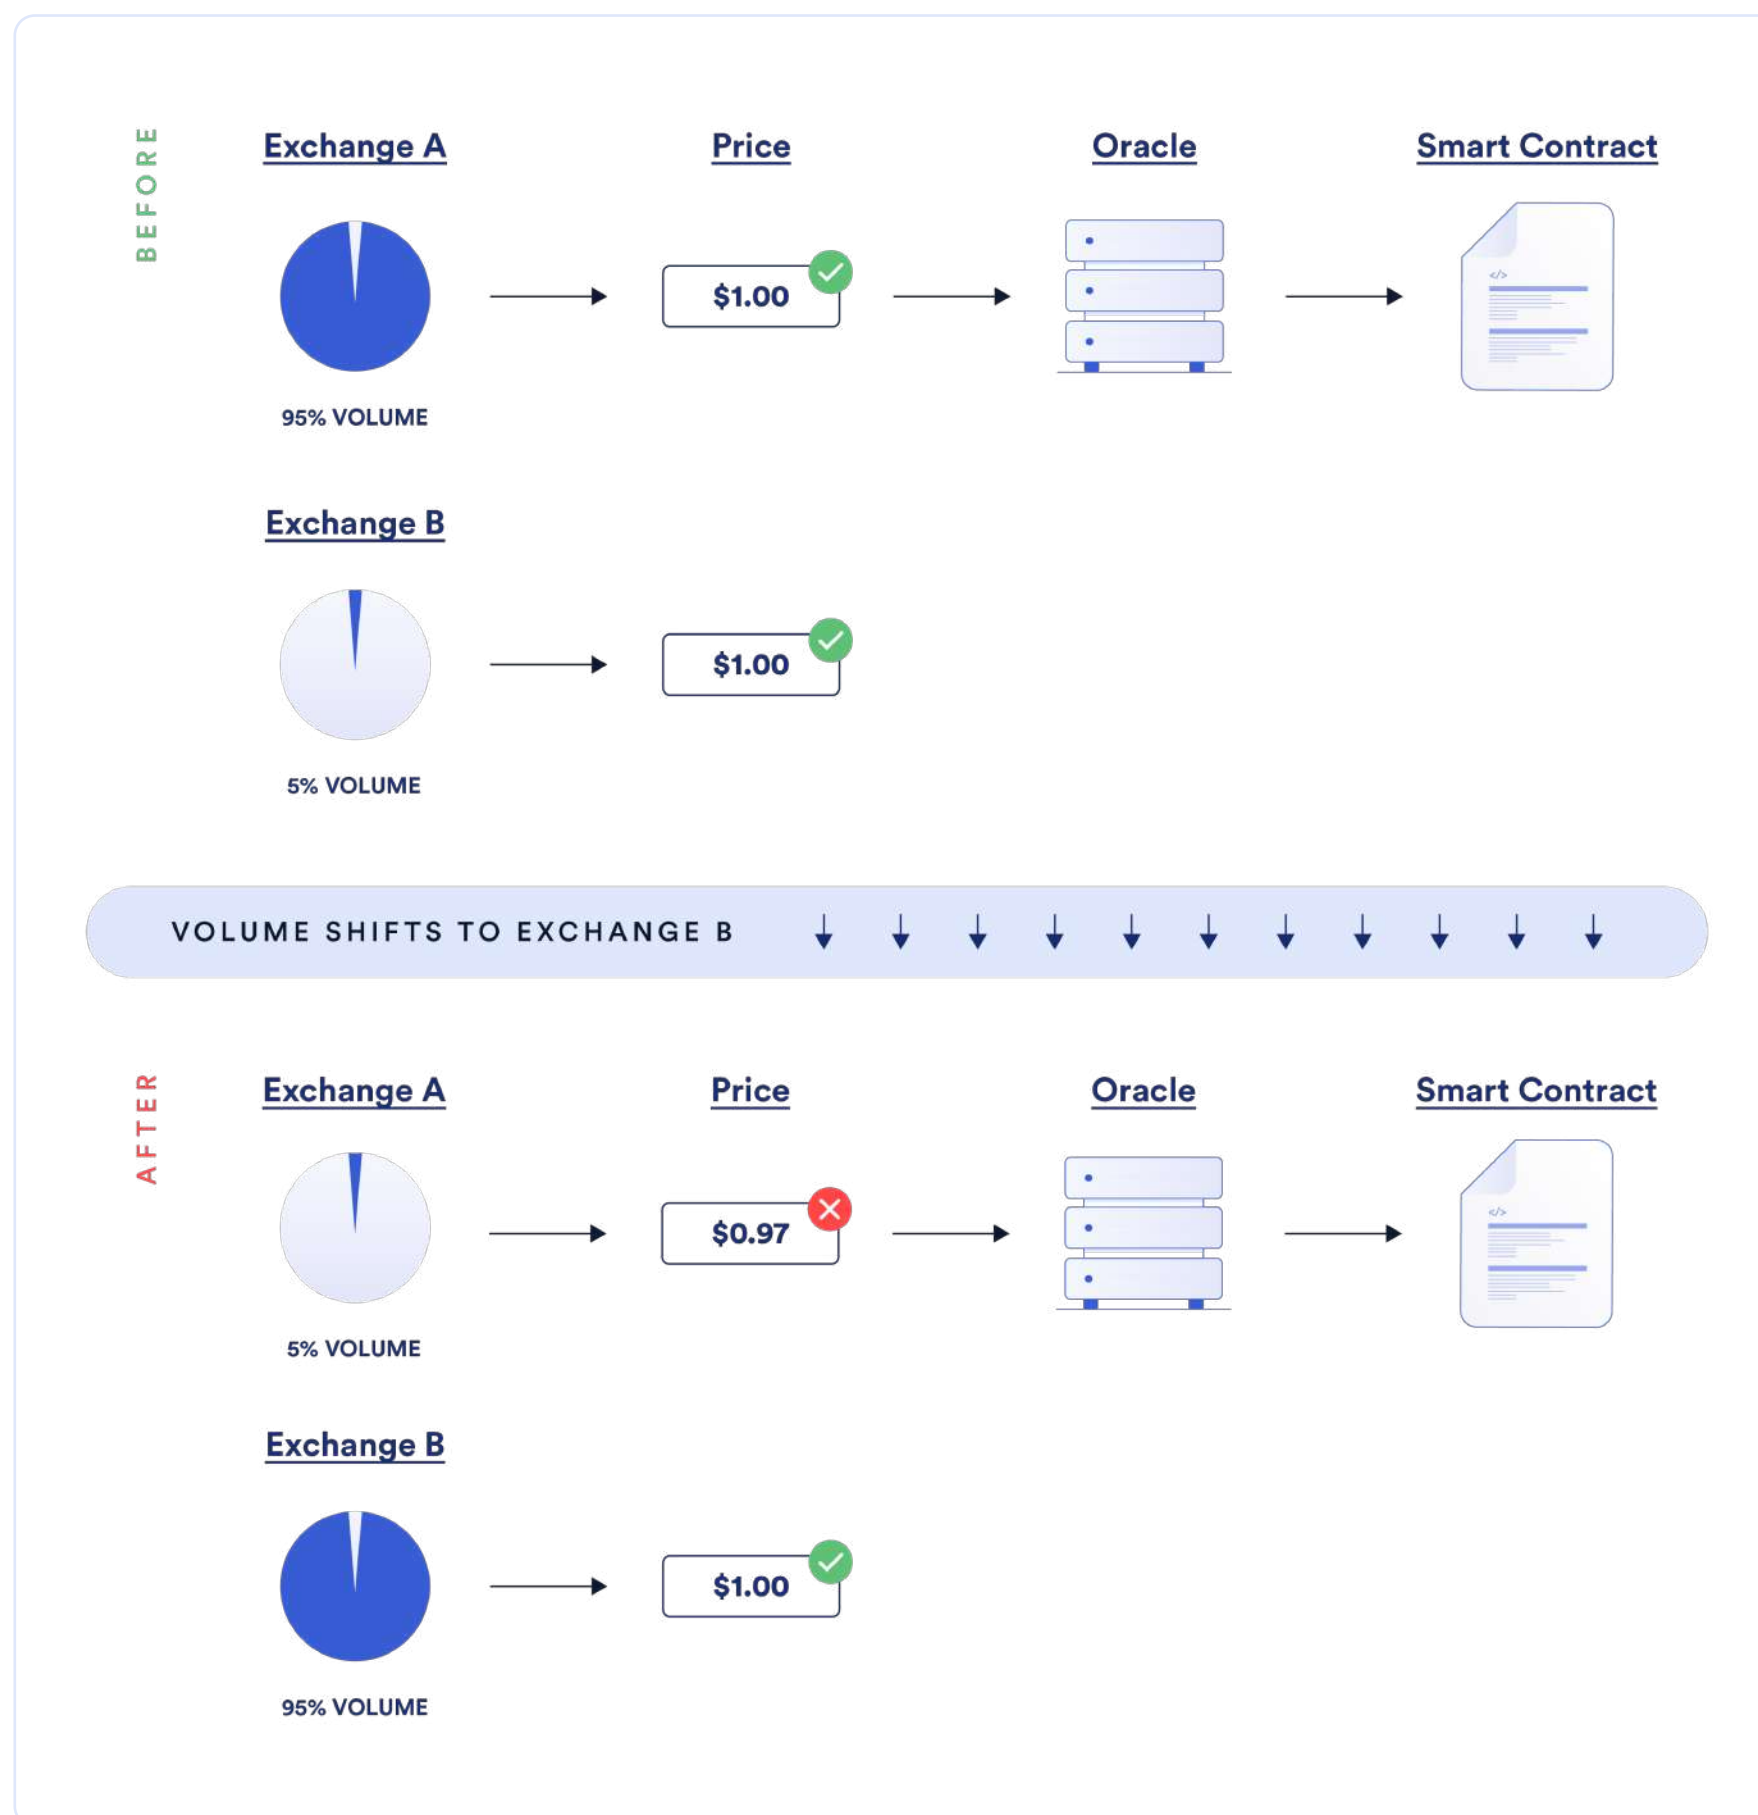 BEFORE
Exchange A
Price
Oracle
Smart Contract
$1.00
</>
95% VOLUME
Exchange B
$1.00
5% VOLUME
VOLUME SHIFTS TO EXCHANGE B
AFTER
Exchange A
Price
Oracle
Smart Contract
$0.97
</>
5% VOLUME
Exchange B
$1.00
95% VOLUME